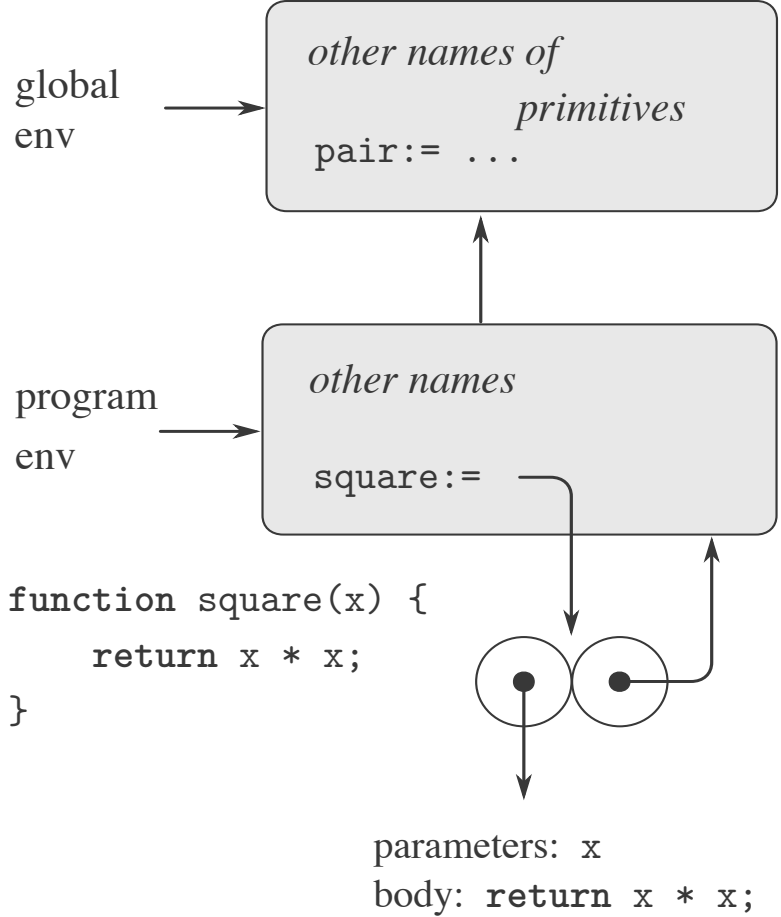 global
env
other names of
primitives
pair:= ...
program
env
other names
square:=
function square(x) {
    return x * x;
}
parameters: x
body: return x * x;